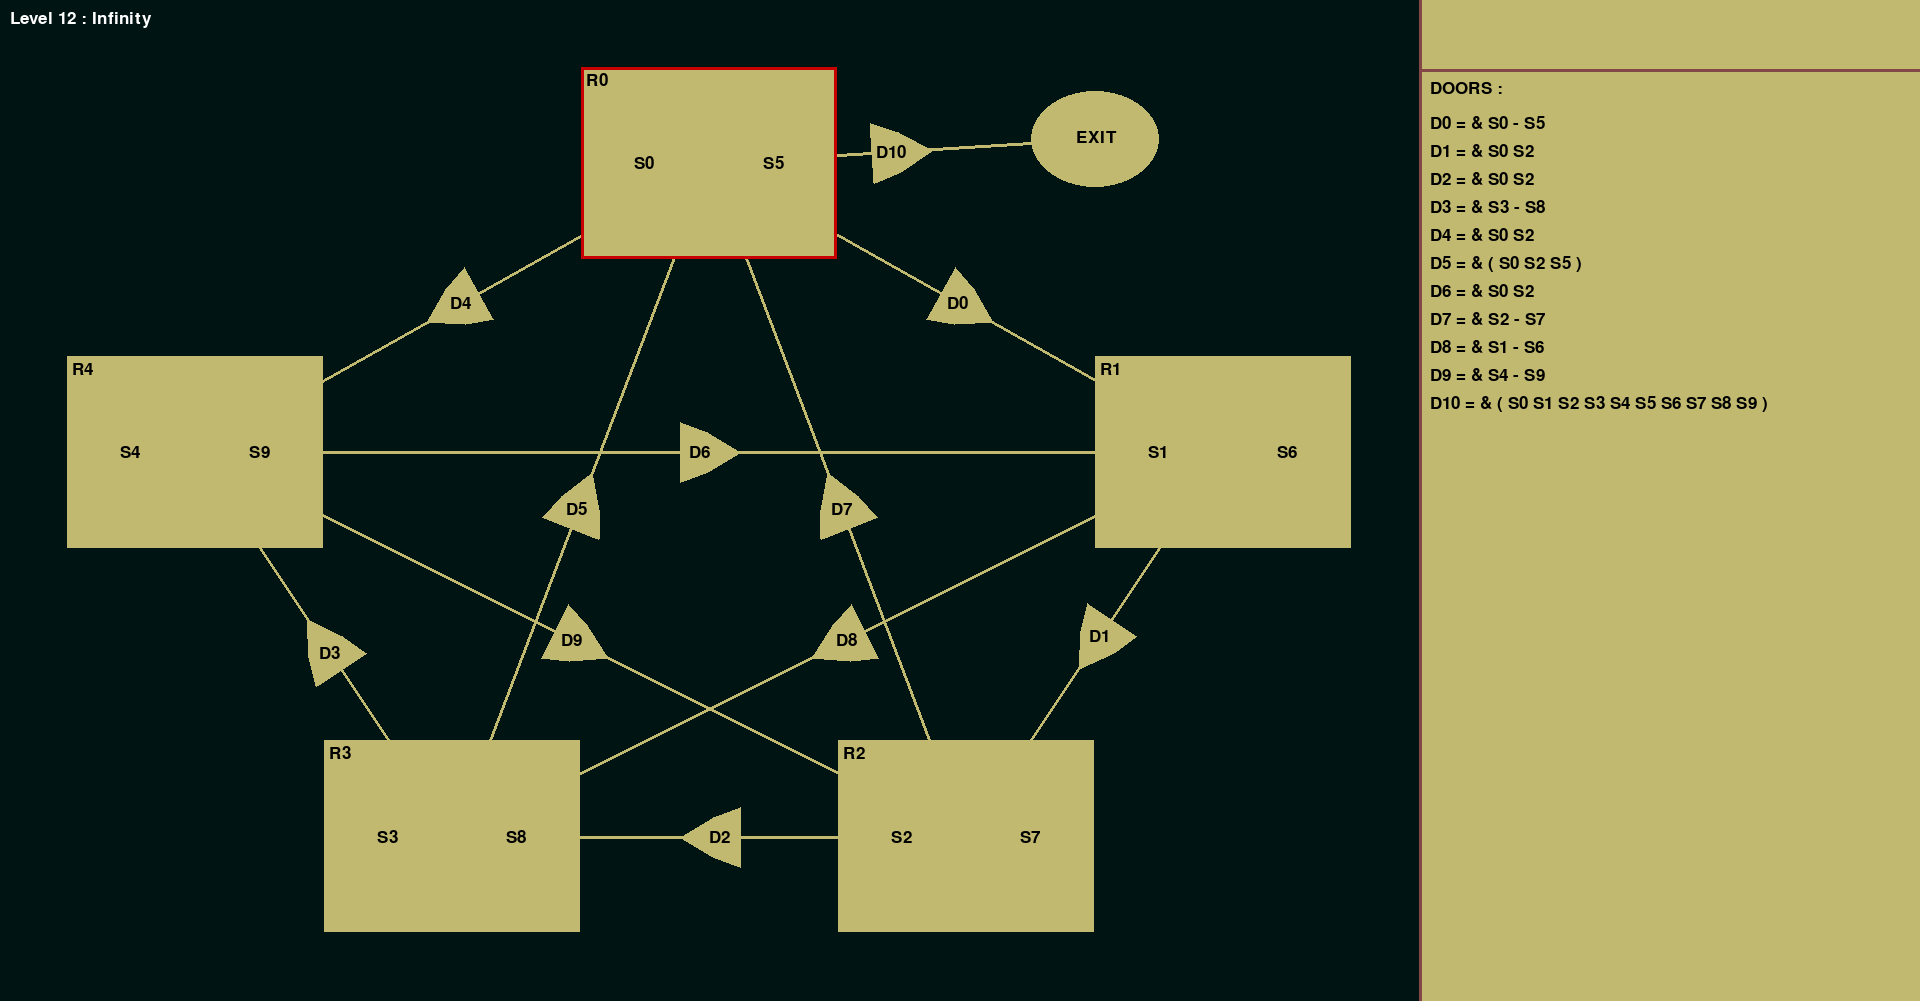 Level 12 : Infinity
R0
S0 S5
D10
EXIT
D4
D0
R4
S4 S9
D6
R1
S1 S6
D5
D7
D3
D9
D8
D1
R3
S3 S8
D2
R2
S2 S7
DOORS :
D0 = & S0 - S5
D1 = & S0 S2
D2 = & S0 S2
D3 = & S3 - S8
D4 = & S0 S2
D5 = & ( S0 S2 S5 )
D6 = & S0 S2
D7 = & S2 - S7
D8 = & S1 - S6
D9 = & S4 - S9
D10 = & ( S0 S1 S2 S3 S4 S5 S6 S7 S8 S9 )